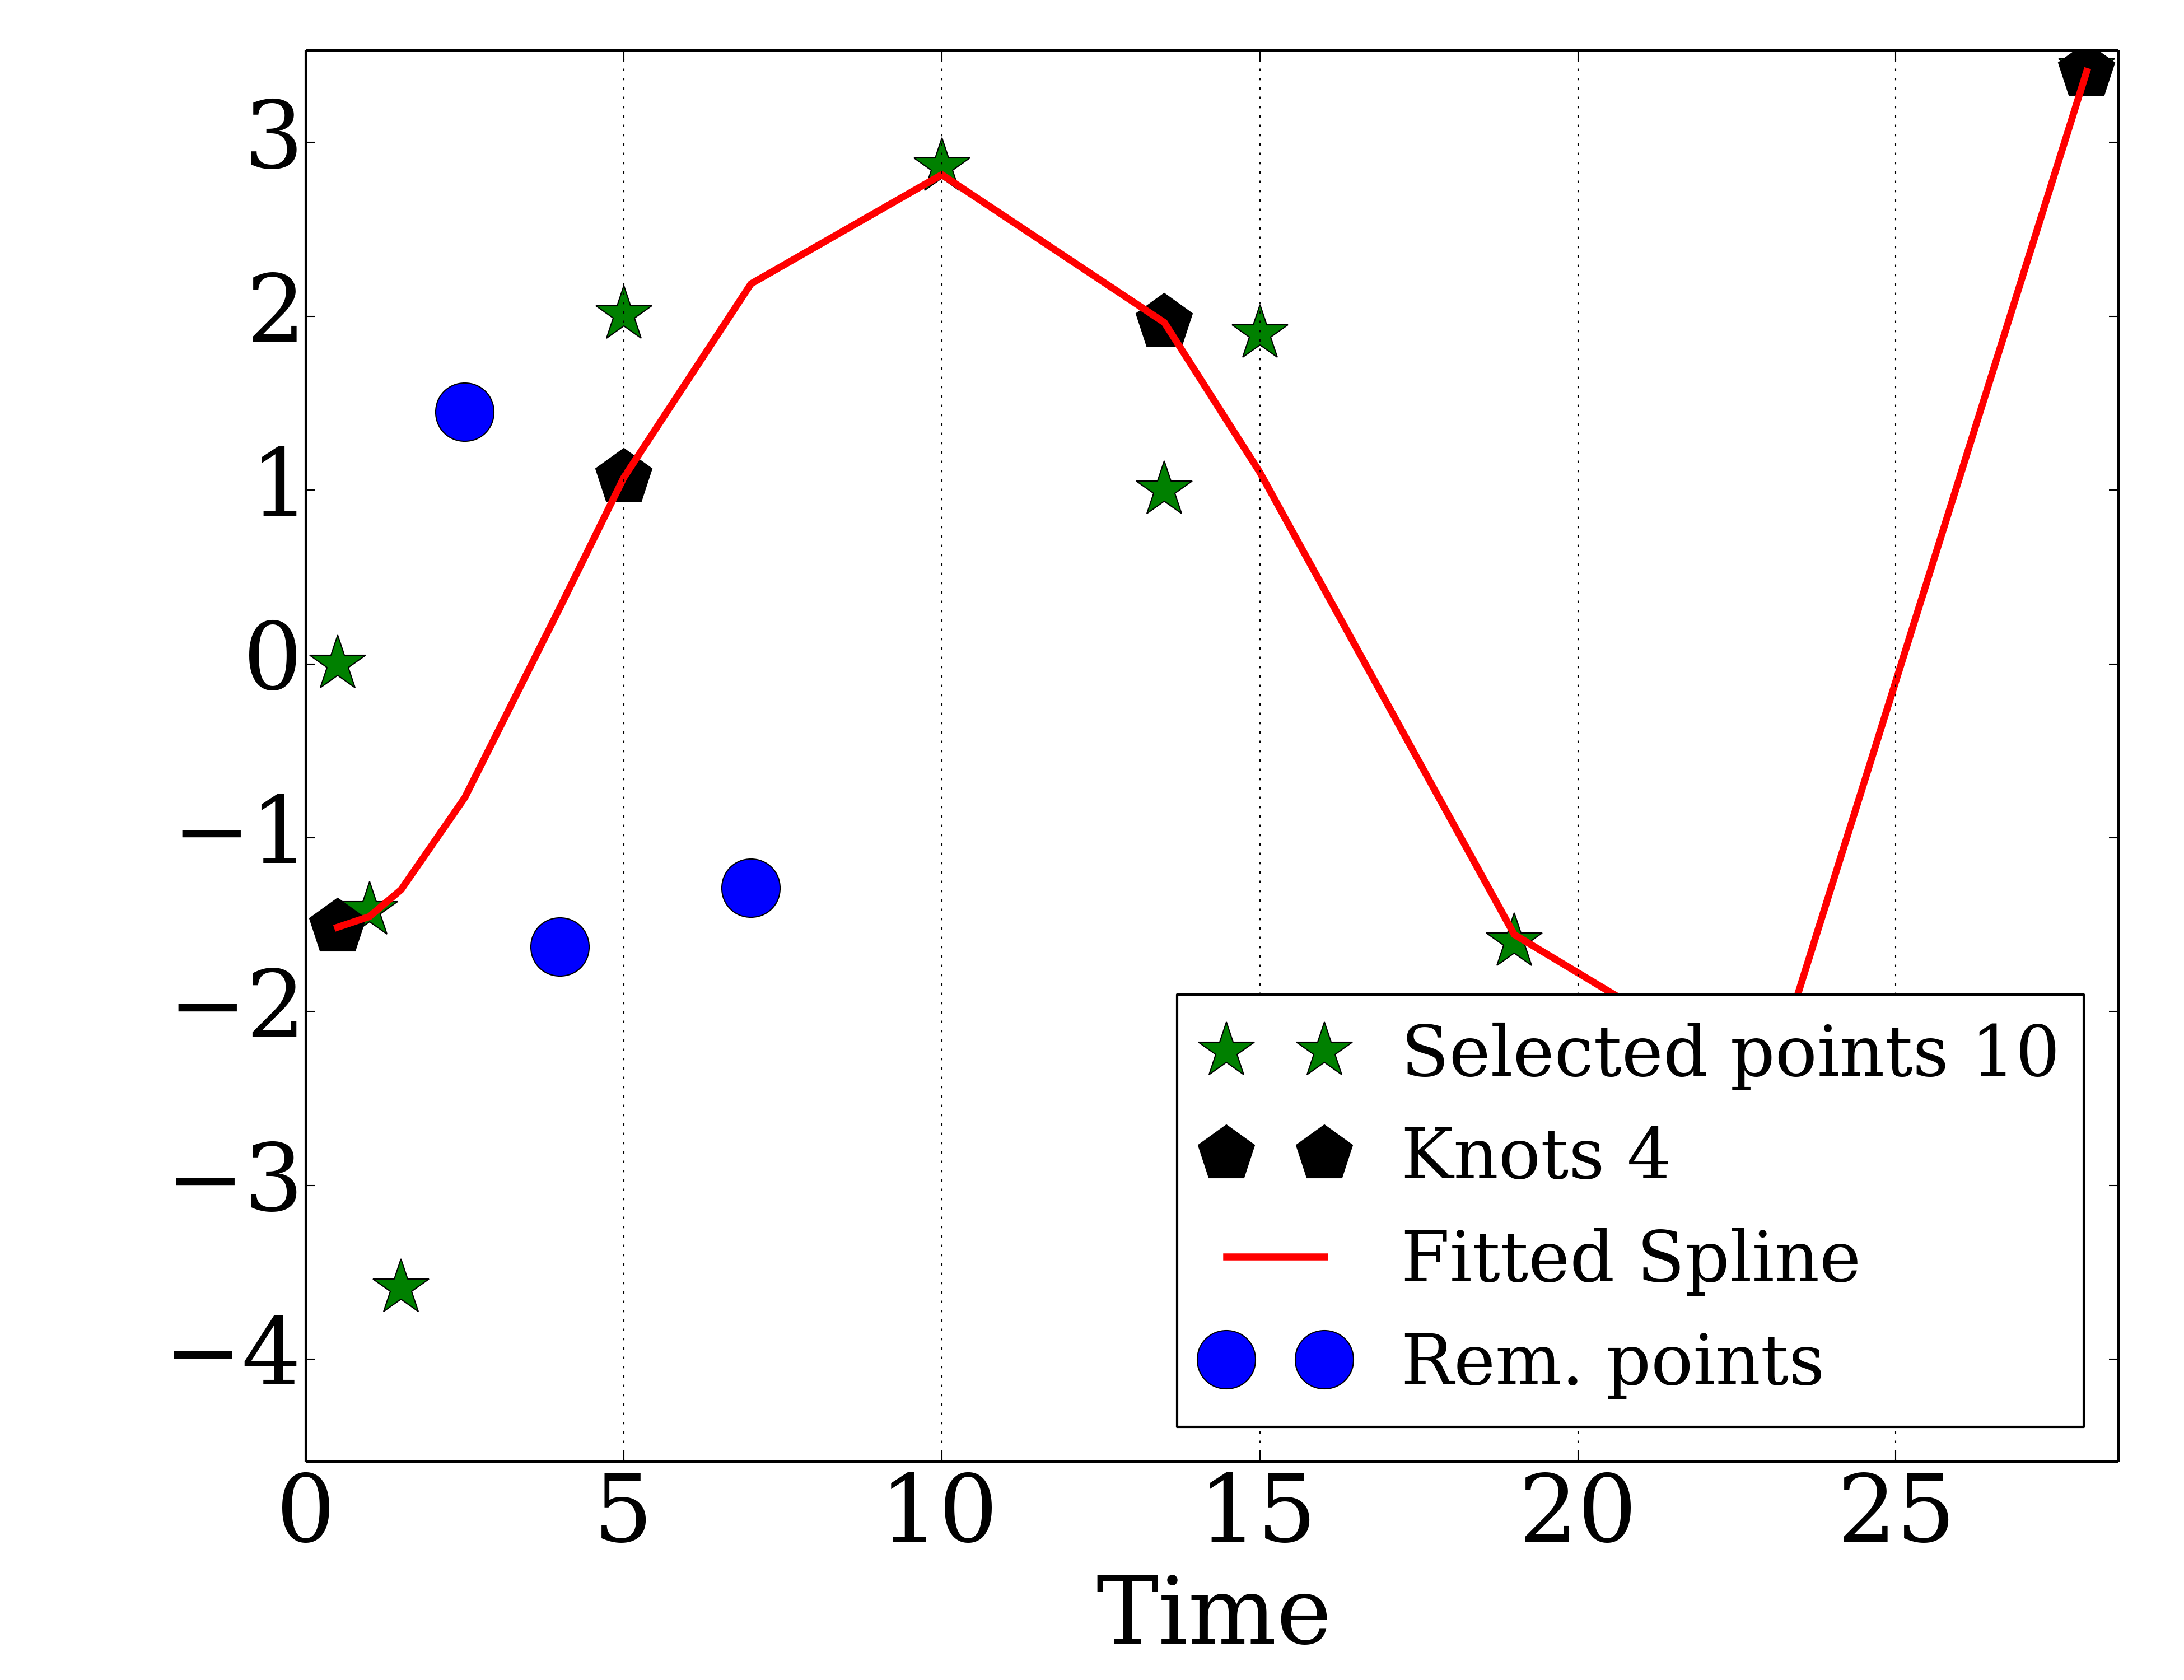 3
2
1
0
−1
−2
−3
−4
Selected points 10
Knots 4
Fitted Spline
Rem. points
0 5 10 15 20 25
Time